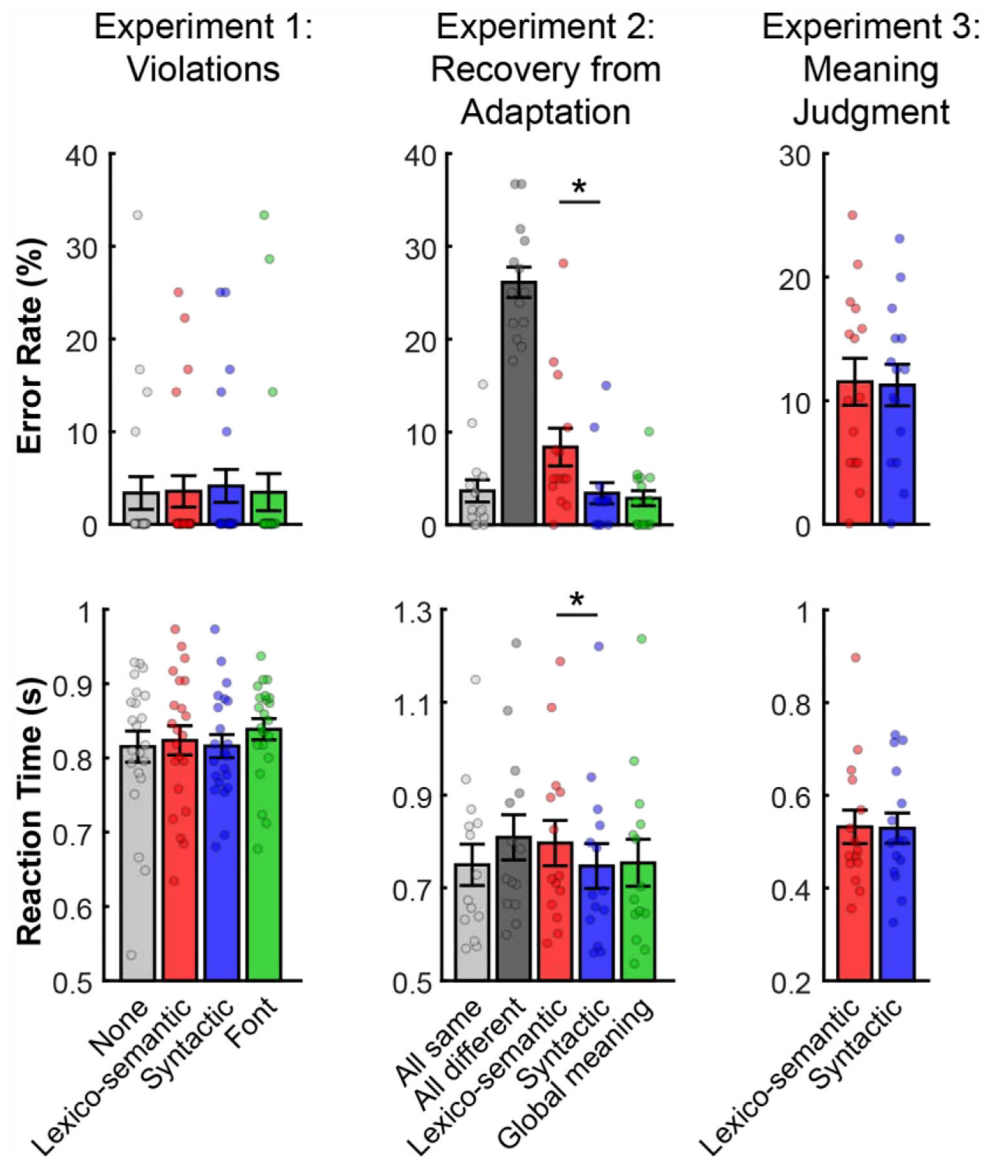 Experiment 1:
Violations
Experiment 2:
Recovery from
Adaptation
Experiment 3:
Meaning
Judgment
Error Rate (%)
40
30
20
10
0
40
30
20
10
0
*
30
20
10
0
Reaction Time (s)
1
0.9
0.8
0.7
0.6
0.5
None
Lexico-semantic
Syntactic
Font
1.3
1.1
0.9
0.7
0.5
*
All same
All different
Lexico-semantic
Syntactic
Global meaning
1
0.8
0.6
0.4
0.2
Lexico-semantic
Syntactic